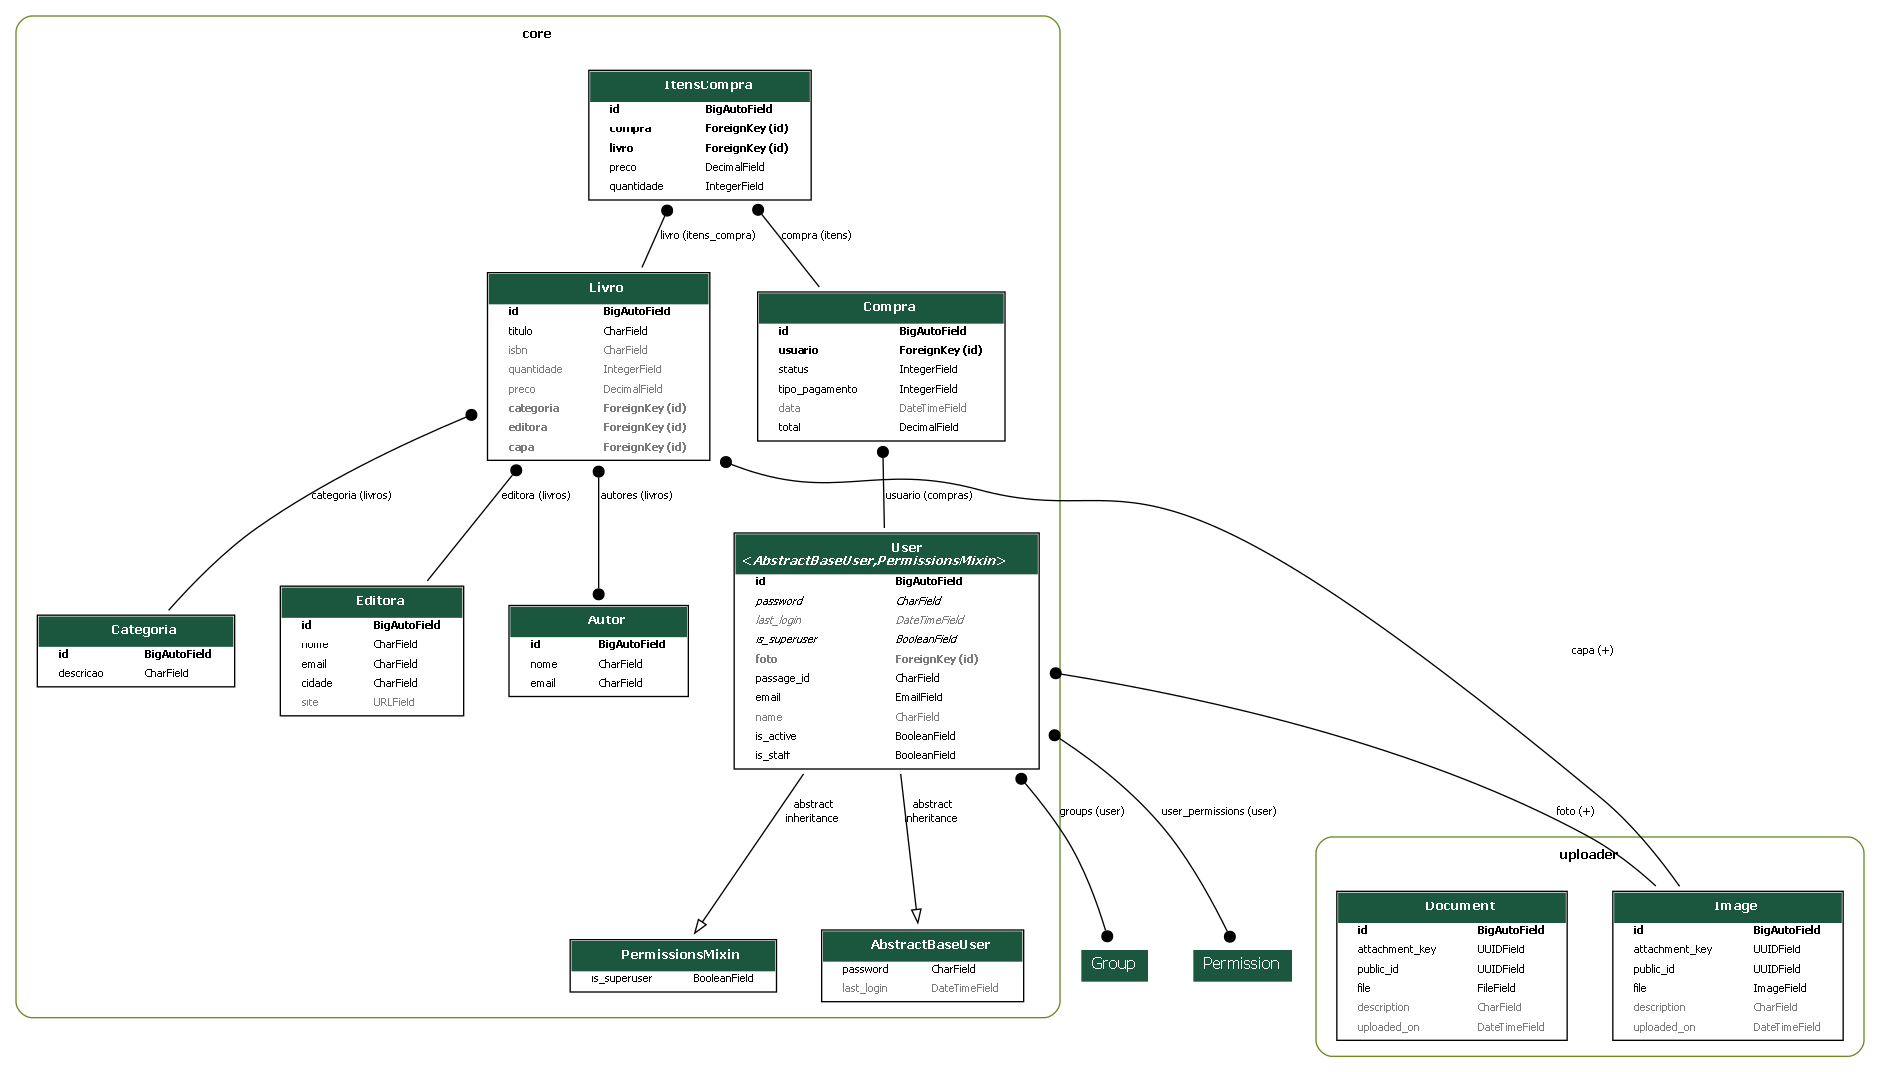 core
ItensCompra
id BigAutoField
compra ForeignKey (id)
livro ForeignKey (id)
preco DecimalField
quantidade IntegerField
livro (itens_compra)
compra (itens)
Livro
id BigAutoField
titulo CharField
isbn CharField
quantidade IntegerField
preco DecimalField
categoria ForeignKey (id)
editora ForeignKey (id)
capa ForeignKey (id)
Compra
id BigAutoField
usuario ForeignKey (id)
status IntegerField
tipo_pagamento IntegerField
data DateTimeField
total DecimalField
categoria (livros)
editora (livros)
autores (livros)
usuario (compras)
Categoria
id BigAutoField
descricao CharField
Editora
id BigAutoField
nome CharField
email CharField
cidade CharField
site URLField
Autor
id BigAutoField
nome CharField
email CharField
User
<AbstractBaseUser,PermissionsMixin>
id BigAutoField
password CharField
last_login DateTimeField
is_superuser BooleanField
foto ForeignKey (id)
passage_id CharField
email EmailField
name CharField
is_active BooleanField
is_staff BooleanField
capa (+)
abstract
inheritance
abstract
inheritance
groups (user)
user_permissions (user)
foto (+)
PermissionsMixin
is_superuser BooleanField
AbstractBaseUser
password CharField
last_login DateTimeField
Group
Permission
uploader
Document
id BigAutoField
attachment_key UUIDField
public_id UUIDField
file FileField
description CharField
uploaded_on DateTimeField
Image
id BigAutoField
attachment_key UUIDField
public_id UUIDField
file ImageField
description CharField
uploaded_on DateTimeField